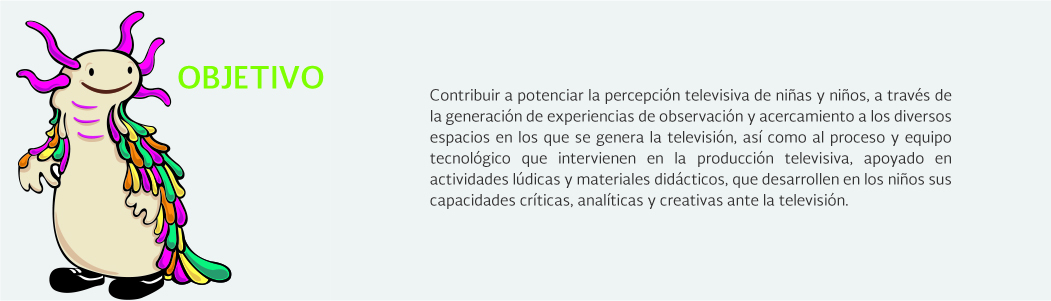 OBJETIVO
Contribuir a potenciar la percepción televisiva de niñas y niños, a través de
la generación de experiencias de observación y acercamiento a los diversos
espacios en los que se genera la televisión, así como al proceso y equipo
tecnológico que intervienen en la producción televisiva, apoyado en
actividades lúdicas y materiales didácticos, que desarrollen en los niños sus
capacidades críticas, analíticas y creativas ante la televisión.